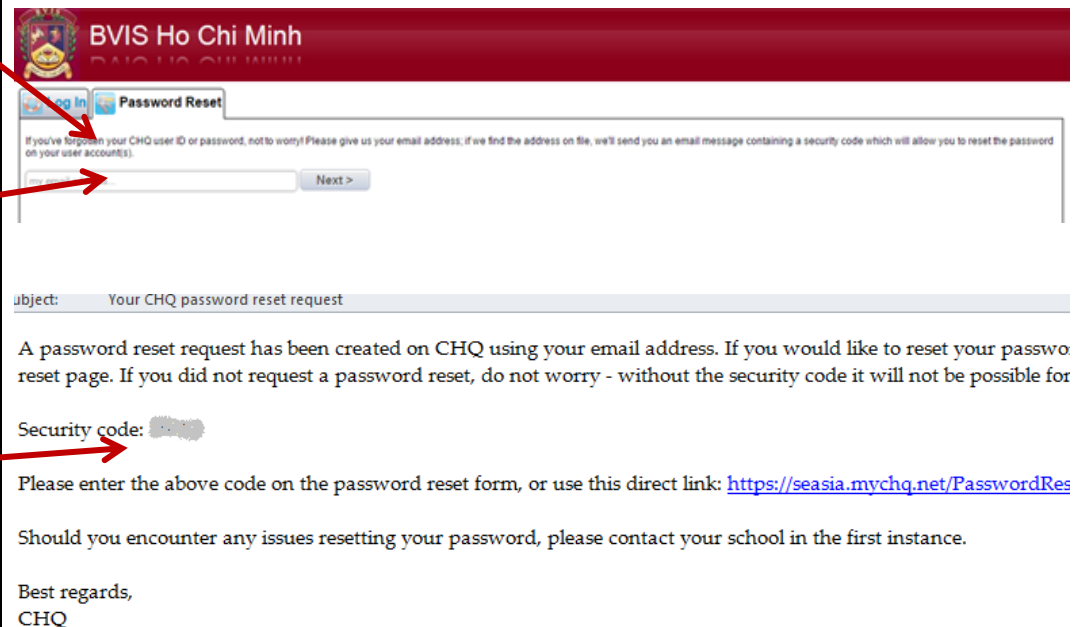 BVIS Ho Chi Minh
Log In Password Reset
If you've forgotten your CHQ user ID or password, not to worry! Please give us your email address; if we find the address on file, we'll send you an email message containing a security code which will allow you to reset the password
on your user account(s).
my email
Next >
ubject: Your CHQ password reset request
A password reset request has been created on CHQ using your email address. If you would like to reset your passwo
reset page. If you did not request a password reset, do not worry - without the security code it will not be possible for
Security code:
Please enter the above code on the password reset form, or use this direct link: https://seasia.mychq.net/PasswordRes
Should you encounter any issues resetting your password, please contact your school in the first instance.
Best regards,
CHQ